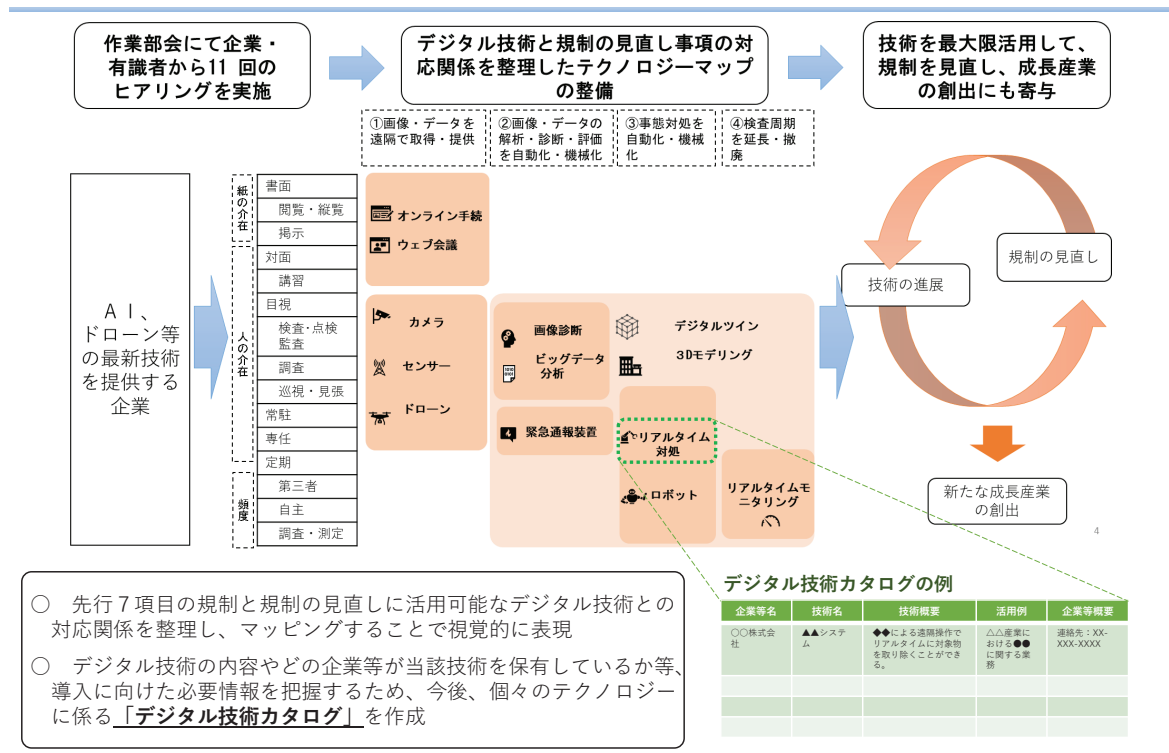 作業部会にて企業・
有識者から11 回の
ヒアリングを実施
デジタル技術と規制の見直し事項の対
応関係を整理したテクノロジーマップ
の整備
技術を最大限活用して、
規制を見直し、成長産業
の創出にも寄与
①画像・データを
遠隔で取得・提供
②画像・データの
解析・診断・評価
を自動化・機械化
③事態対処を
自動化・機械
化
④検査周期
を延長・撤
廃
ＡＩ、
ドローン等
の最新技術
を提供する
企業
紙の介在
人の介在
頻度
書面
閲覧・縦覧
掲示
対面
講習
目視
検査・点検
監査
調査
巡視・見張
常駐
専任
定期
第三者
自主
調査・測定
オンライン手続
ウェブ会議
カメラ
センサー
ドローン
画像診断
ビッグデータ
分析
緊急通報装置
デジタルツイン
３Dモデリング
リアルタイム
対処
ロボット
リアルタイムモ
ニタリング
技術の進展
規制の見直し
新たな成長産業
の創出
4
○　先行７項目の規制と規制の見直しに活用可能なデジタル技術との
対応関係を整理し、マッピングすることで視覚的に表現
○　デジタル技術の内容やどの企業等が当該技術を保有しているか等、
導入に向けた必要情報を把握するため、今後、個々のテクノロジー
に係る「デジタル技術カタログ」を作成
デジタル技術カタログの例
企業等名 技術名 技術概要 活用例 企業等概要
○○株式会
社
▲▲システ
ム
◆◆による遠隔操作で
リアルタイムに対象物
を取り除くことができ
る。
△△産業に
おける●●
に関する業
務
連絡先：XX-
XXX-XXXX